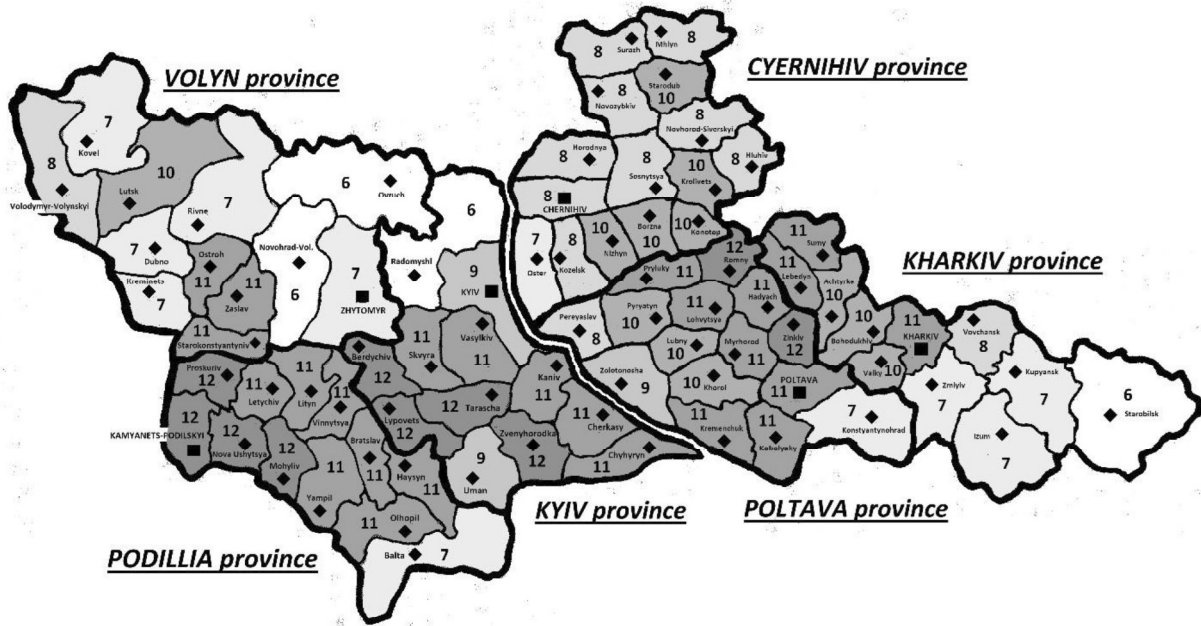 VOLYN province
CYERNIHIV province
KHARKIV province
KYIV province
POLTAVA province
PODILLIA province
7
Kovel
8
Volodymyr-Volynskyi
10
Lutsk
7
Rivne
7
Dubno
Kreminets
7
Ostroh
11
11
Zaslav
11
Starokonstyantyniv
Novohrad-Vol.
6
6
7
ZHYTOMYR
6
Radomyshl
9
KYIV
11
Skvyra
Vasylkiv
11
Berdychiv
12
Lypovets
12
12
Tarascha
Kaniv
11
11
Cherkasy
Zvenyhorodka
12
Chyhyryn
11
9
Uman
Proskuriv
12
11
Letychiv
11
Lityn
11
Vinnytsya
12
KAMYANETS-PODILSKYI
12
Nova Ushytsya
12
Mohyliv
11
Yampil
Bratslav
11
Haysyn
11
11
Olhopil
Balta
7
8
Surazh
Mhlyn
8
Starodub
10
8
Novozybkiv
8
Novhorod-Siverskyi
8
Hluhiv
Horodnya
8
8
Sosnytsya
10
Krolivets
8
CHERNIHIV
7
Oster
8
Kozelsk
10
Nizhyn
Borzna
10
10
Konotop
Pryluky
11
12
Romny
Pyryatyn
10
11
Lohvytsya
11
Hadyach
Zinkiv
12
Pereyaslav
8
Lubny
10
Myrhorod
11
Zolotonosha
9
10
Khorol
11
Kremenchuk
11
POLTAVA
11
7
Konstyantynohrad
11
Sumy
11
Lebedyn
10
10
Bohodukhiv
11
KHARKIV
Valky
10
Vovchansk
8
Zmiyiv
7
Kupyansk
7
Izum
7
6
Starobilsk